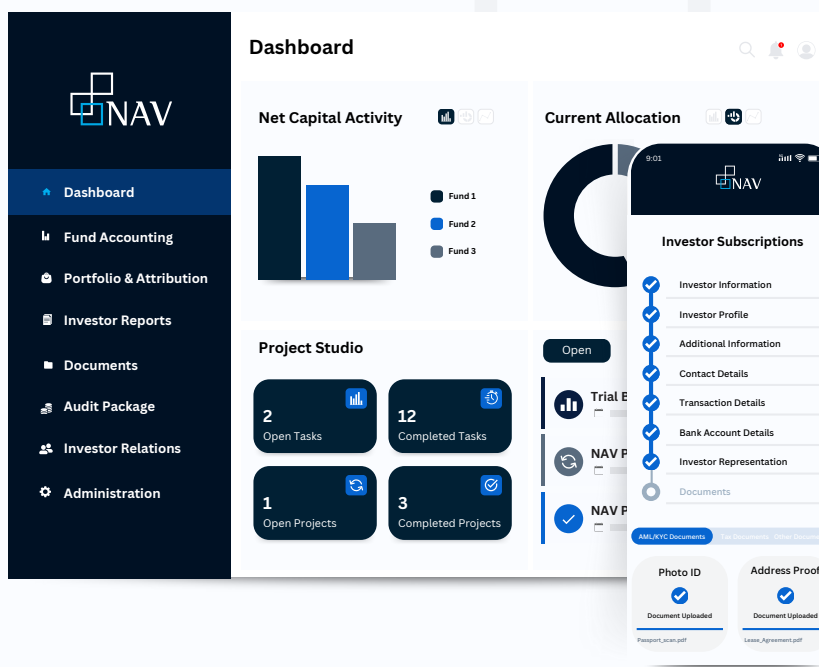 NAV
Dashboard
Fund Accounting
Portfolio & Attribution
Investor Reports
Documents
Audit Package
Investor Relations
Administration
Dashboard
Net Capital Activity
Fund 1
Fund 2
Fund 3
Current Allocation
Project Studio
2
Open Tasks
12
Completed Tasks
1
Open Projects
3
Completed Projects
Open
Trial B
NAV P
NAV P
9:01
NAV
Investor Subscriptions
Investor Information
Investor Profile
Additional Information
Contact Details
Transaction Details
Bank Account Details
Investor Representation
Documents
AML/KYC Documents Tax Documents Other Docum
Photo ID
Document Uploaded
Passport_scan.pdf
Address Proof
Document Uploaded
Lease_Agreement.pdf